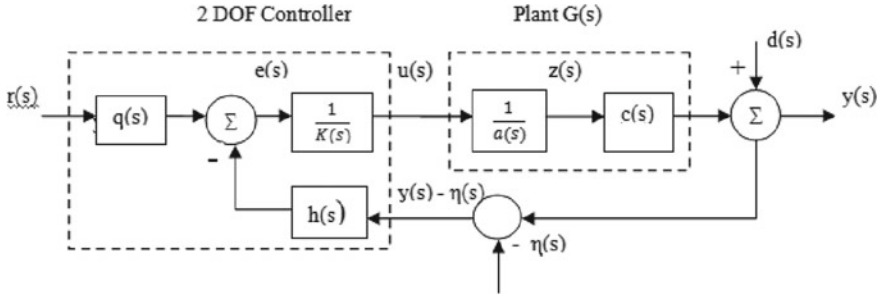 2 DOF Controller
Plant G(s)
d(s)
e(s)
u(s)
z(s)
+
r(s)
y(s)
q(s)
Σ
1
K(s)
1
a(s)
c(s)
Σ
-
y(s) - η(s)
h(s)
- η(s)